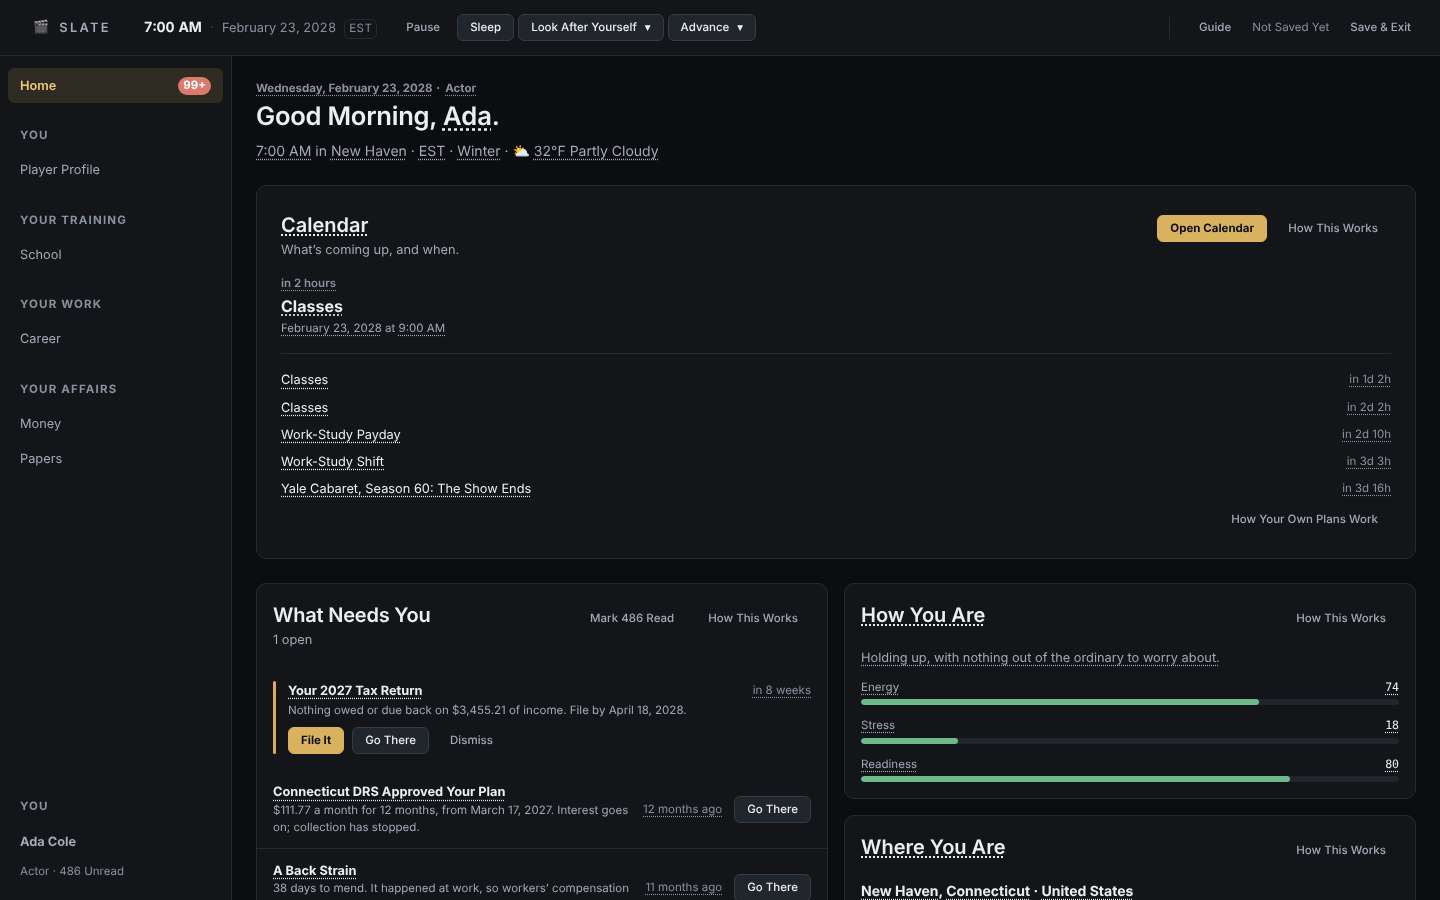 SLATE
7:00 AM · February 23, 2028 EST
Pause
Sleep
Look After Yourself ▾
Advance ▾
Guide
Not Saved Yet
Save & Exit
Home
99+
YOU
Player Profile
YOUR TRAINING
School
YOUR WORK
Career
YOUR AFFAIRS
Money
Papers
YOU
Ada Cole
Actor · 486 Unread
Wednesday, February 23, 2028 · Actor
Good Morning, Ada.
7:00 AM in New Haven · EST · Winter · 32°F Partly Cloudy
Calendar
What's coming up, and when.
Open Calendar
How This Works
in 2 hours
Classes
February 23, 2028 at 9:00 AM
Classes in 1d 2h
Classes in 2d 2h
Work-Study Payday in 2d 10h
Work-Study Shift in 3d 3h
Yale Cabaret, Season 60: The Show Ends in 3d 16h
How Your Own Plans Work
What Needs You
Mark 486 Read
How This Works
1 open
Your 2027 Tax Return in 8 weeks
Nothing owed or due back on $3,455.21 of income. File by April 18, 2028.
File It
Go There
Dismiss
Connecticut DRS Approved Your Plan
$111.77 a month for 12 months, from March 17, 2027. Interest goes
on; collection has stopped.
12 months ago
Go There
A Back Strain
38 days to mend. It happened at work, so workers' compensation
11 months ago
Go There
How You Are
How This Works
Holding up, with nothing out of the ordinary to worry about.
Energy 74
Stress 18
Readiness 80
Where You Are
How This Works
New Haven, Connecticut · United States